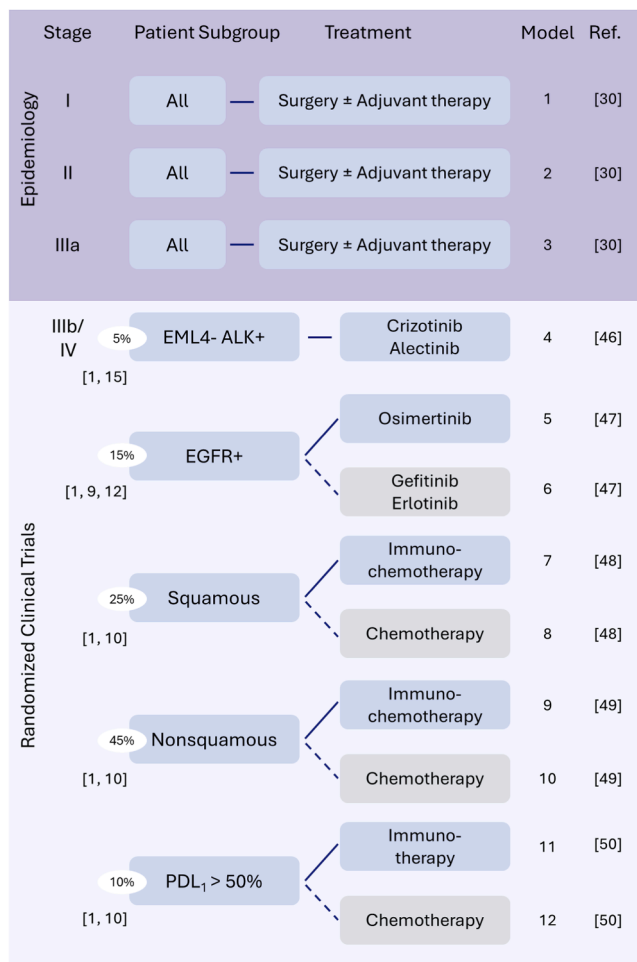 Stage Patient Subgroup Treatment Model Ref.
Epidemiology
I All Surgery ± Adjuvant therapy 1 [30]
II All Surgery ± Adjuvant therapy 2 [30]
IIIa All Surgery ± Adjuvant therapy 3 [30]
Randomized Clinical Trials
IIIb/
IV
5% EML4- ALK+
[1, 15]
Crizotinib
Alectinib
4 [46]
15% EGFR+
[1, 9, 12]
Osimertinib 5 [47]
Gefitinib
Erlotinib
6 [47]
25% Squamous
[1, 10]
Immuno-
chemotherapy
7 [48]
Chemotherapy 8 [48]
45% Nonsquamous
[1, 10]
Immuno-
chemotherapy
9 [49]
Chemotherapy 10 [49]
10% PDL₁ > 50%
[1, 10]
Immuno-
therapy
11 [50]
Chemotherapy 12 [50]